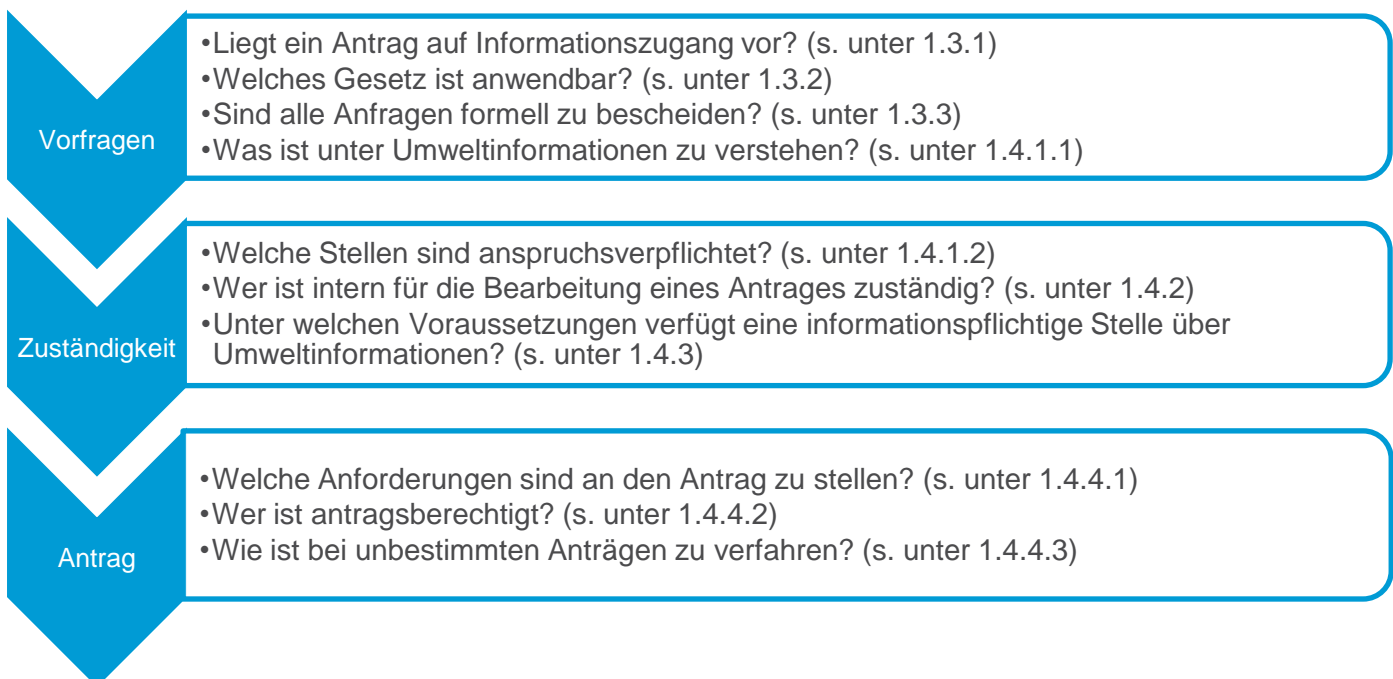 Vorfragen
•Liegt ein Antrag auf Informationszugang vor? (s. unter 1.3.1)
•Welches Gesetz ist anwendbar? (s. unter 1.3.2)
•Sind alle Anfragen formell zu bescheiden? (s. unter 1.3.3)
•Was ist unter Umweltinformationen zu verstehen? (s. unter 1.4.1.1)
Zuständigkeit
•Welche Stellen sind anspruchsverpflichtet? (s. unter 1.4.1.2)
•Wer ist intern für die Bearbeitung eines Antrages zuständig? (s. unter 1.4.2)
•Unter welchen Voraussetzungen verfügt eine informationspflichtige Stelle über
Umweltinformationen? (s. unter 1.4.3)
Antrag
•Welche Anforderungen sind an den Antrag zu stellen? (s. unter 1.4.4.1)
•Wer ist antragsberechtigt? (s. unter 1.4.4.2)
•Wie ist bei unbestimmten Anträgen zu verfahren? (s. unter 1.4.4.3)